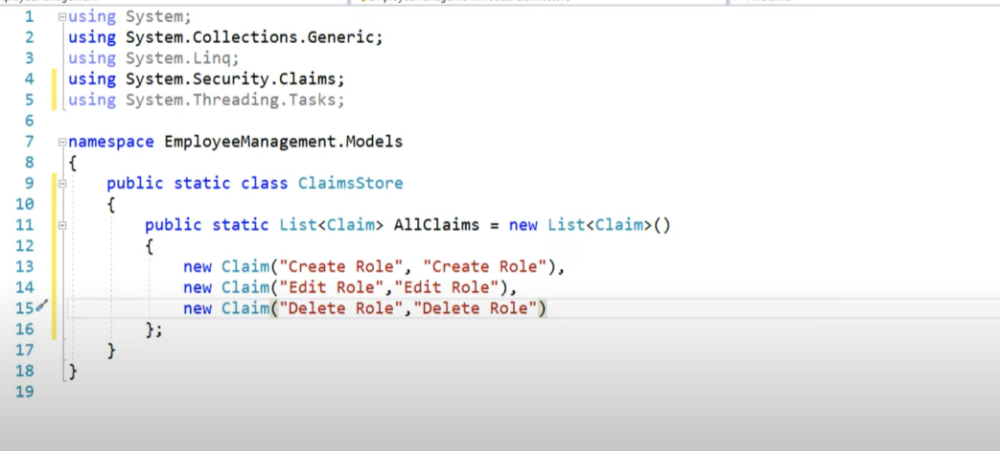 1 using System;
2 using System.Collections.Generic;
3 using System.Linq;
4 using System.Security.Claims;
5 using System.Threading.Tasks;
6
7 namespace EmployeeManagement.Models
8 {
9 public static class ClaimsStore
10 {
11 public static List<Claim> AllClaims = new List<Claim>()
12 {
13 new Claim("Create Role", "Create Role"),
14 new Claim("Edit Role","Edit Role"),
15 new Claim("Delete Role","Delete Role")
16 };
17 }
18 }
19